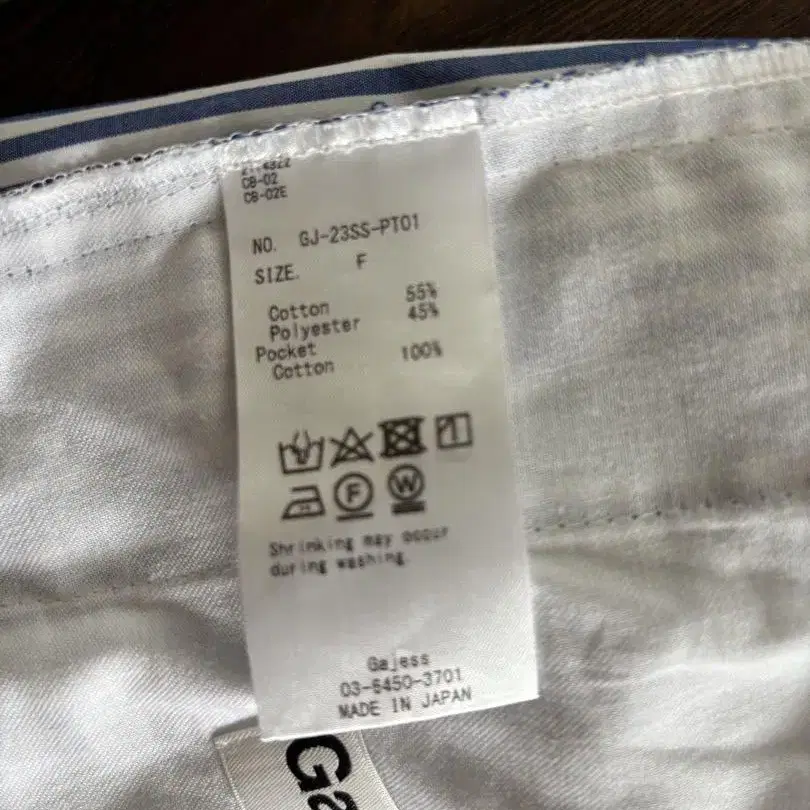 CB-02
CB-02E
NO. GJ-23SS-PT01
SIZE. F
Cotton 55%
Polyester 45%
Pocket
Cotton 100%
F W
Shrinking may occur
during washing.
Gajess
03-6450-3701
MADE IN JAPAN
Ga